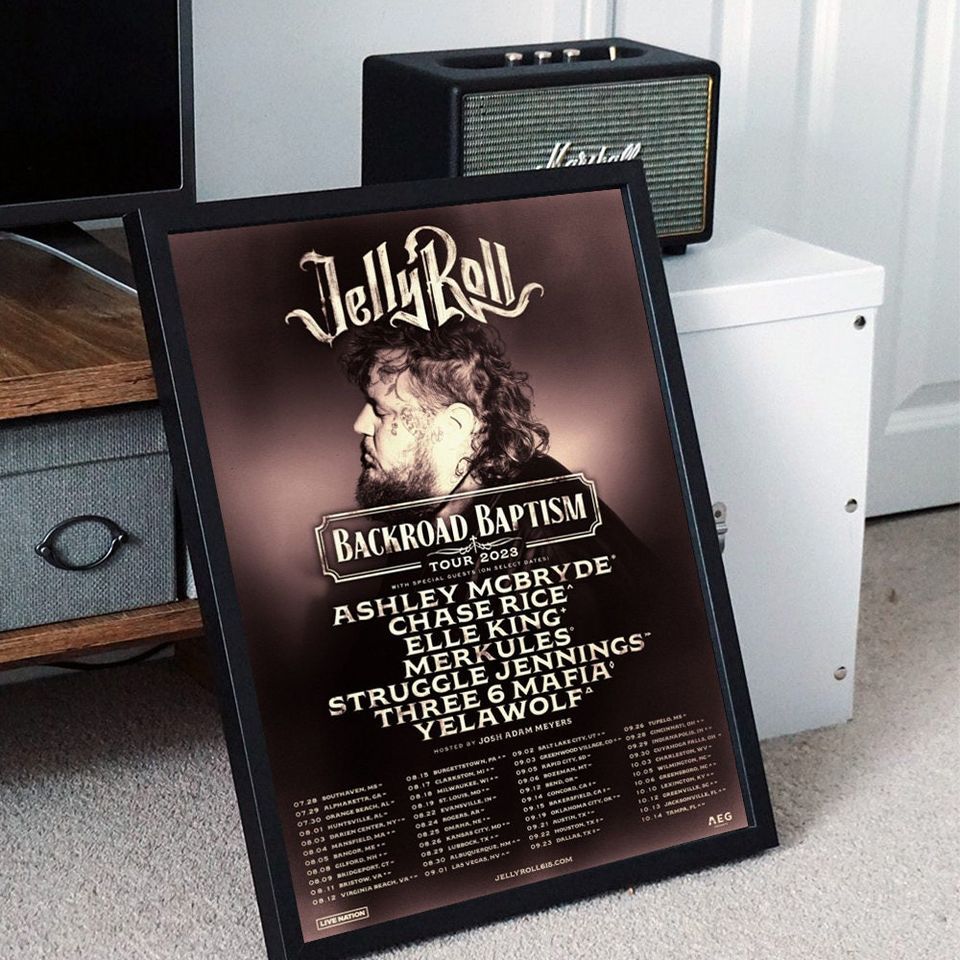 Marshall
Jelly Roll
BACKROAD BAPTISM
TOUR 2023
WITH SPECIAL GUESTS (ON SELECT DATES)
ASHLEY MCBRYDE*
CHASE RICE^
ELLE KING+
MERKULES°
STRUGGLE JENNINGS~
THREE 6 MAFIA◊
YELAWOLF^
HOSTED BY JOSH ADAM MEYERS
07.28 SOUTHAVEN, MS
07.29 ALPHARETTA, GA
07.30 ORANGE BEACH, AL
08.01 HUNTSVILLE, AL
08.03 DARIEN CENTER, NY
08.04 MANSFIELD, MA
08.05 BANGOR, ME
08.08 GILFORD, NH
08.09 BRIDGEPORT, CT
08.11 BRISTOW, VA
08.12 VIRGINIA BEACH, VA
08.15 BURGETTSTOWN, PA
08.17 CLARKSTON, MI
08.18 MILWAUKEE, WI
08.19 ST. LOUIS, MO
08.22 EVANSVILLE, IN
08.24 ROGERS, AR
08.25 OMAHA, NE
08.26 KANSAS CITY, MO
08.29 LUBBOCK, TX
08.30 ALBUQUERQUE, NM
09.01 LAS VEGAS, NV
09.02 SALT LAKE CITY, UT
09.03 GREENWOOD VILLAGE, CO
09.05 RAPID CITY, SD
09.06 BOZEMAN, MT
09.12 BEND, OR
09.14 CONCORD, CA
09.15 BAKERSFIELD, CA
09.19 OKLAHOMA CITY, OK
09.21 AUSTIN, TX
09.22 HOUSTON, TX
09.23 DALLAS, TX
09.26 TUPELO, MS
09.28 CINCINNATI, OH
09.29 INDIANAPOLIS, IN
09.30 CUYAHOGA FALLS, OH
10.03 CHARLESTON, WV
10.05 WILMINGTON, NC
10.06 GREENSBORO, NC
10.10 LEXINGTON, KY
10.12 GREENVILLE, SC
10.13 JACKSONVILLE, FL
10.14 TAMPA, FL
AEG
JELLYROLL615.COM
LIVE NATION